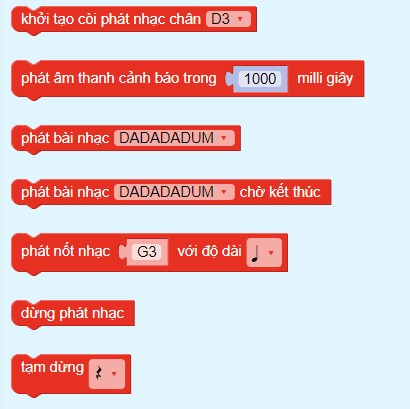 khởi tạo còi phát nhạc chân D3
phát âm thanh cảnh báo trong 1000 milli giây
phát bài nhạc DADADADUM
phát bài nhạc DADADADUM chờ kết thúc
phát nốt nhạc G3 với độ dài ♩
dừng phát nhạc
tạm dừng 𝄽